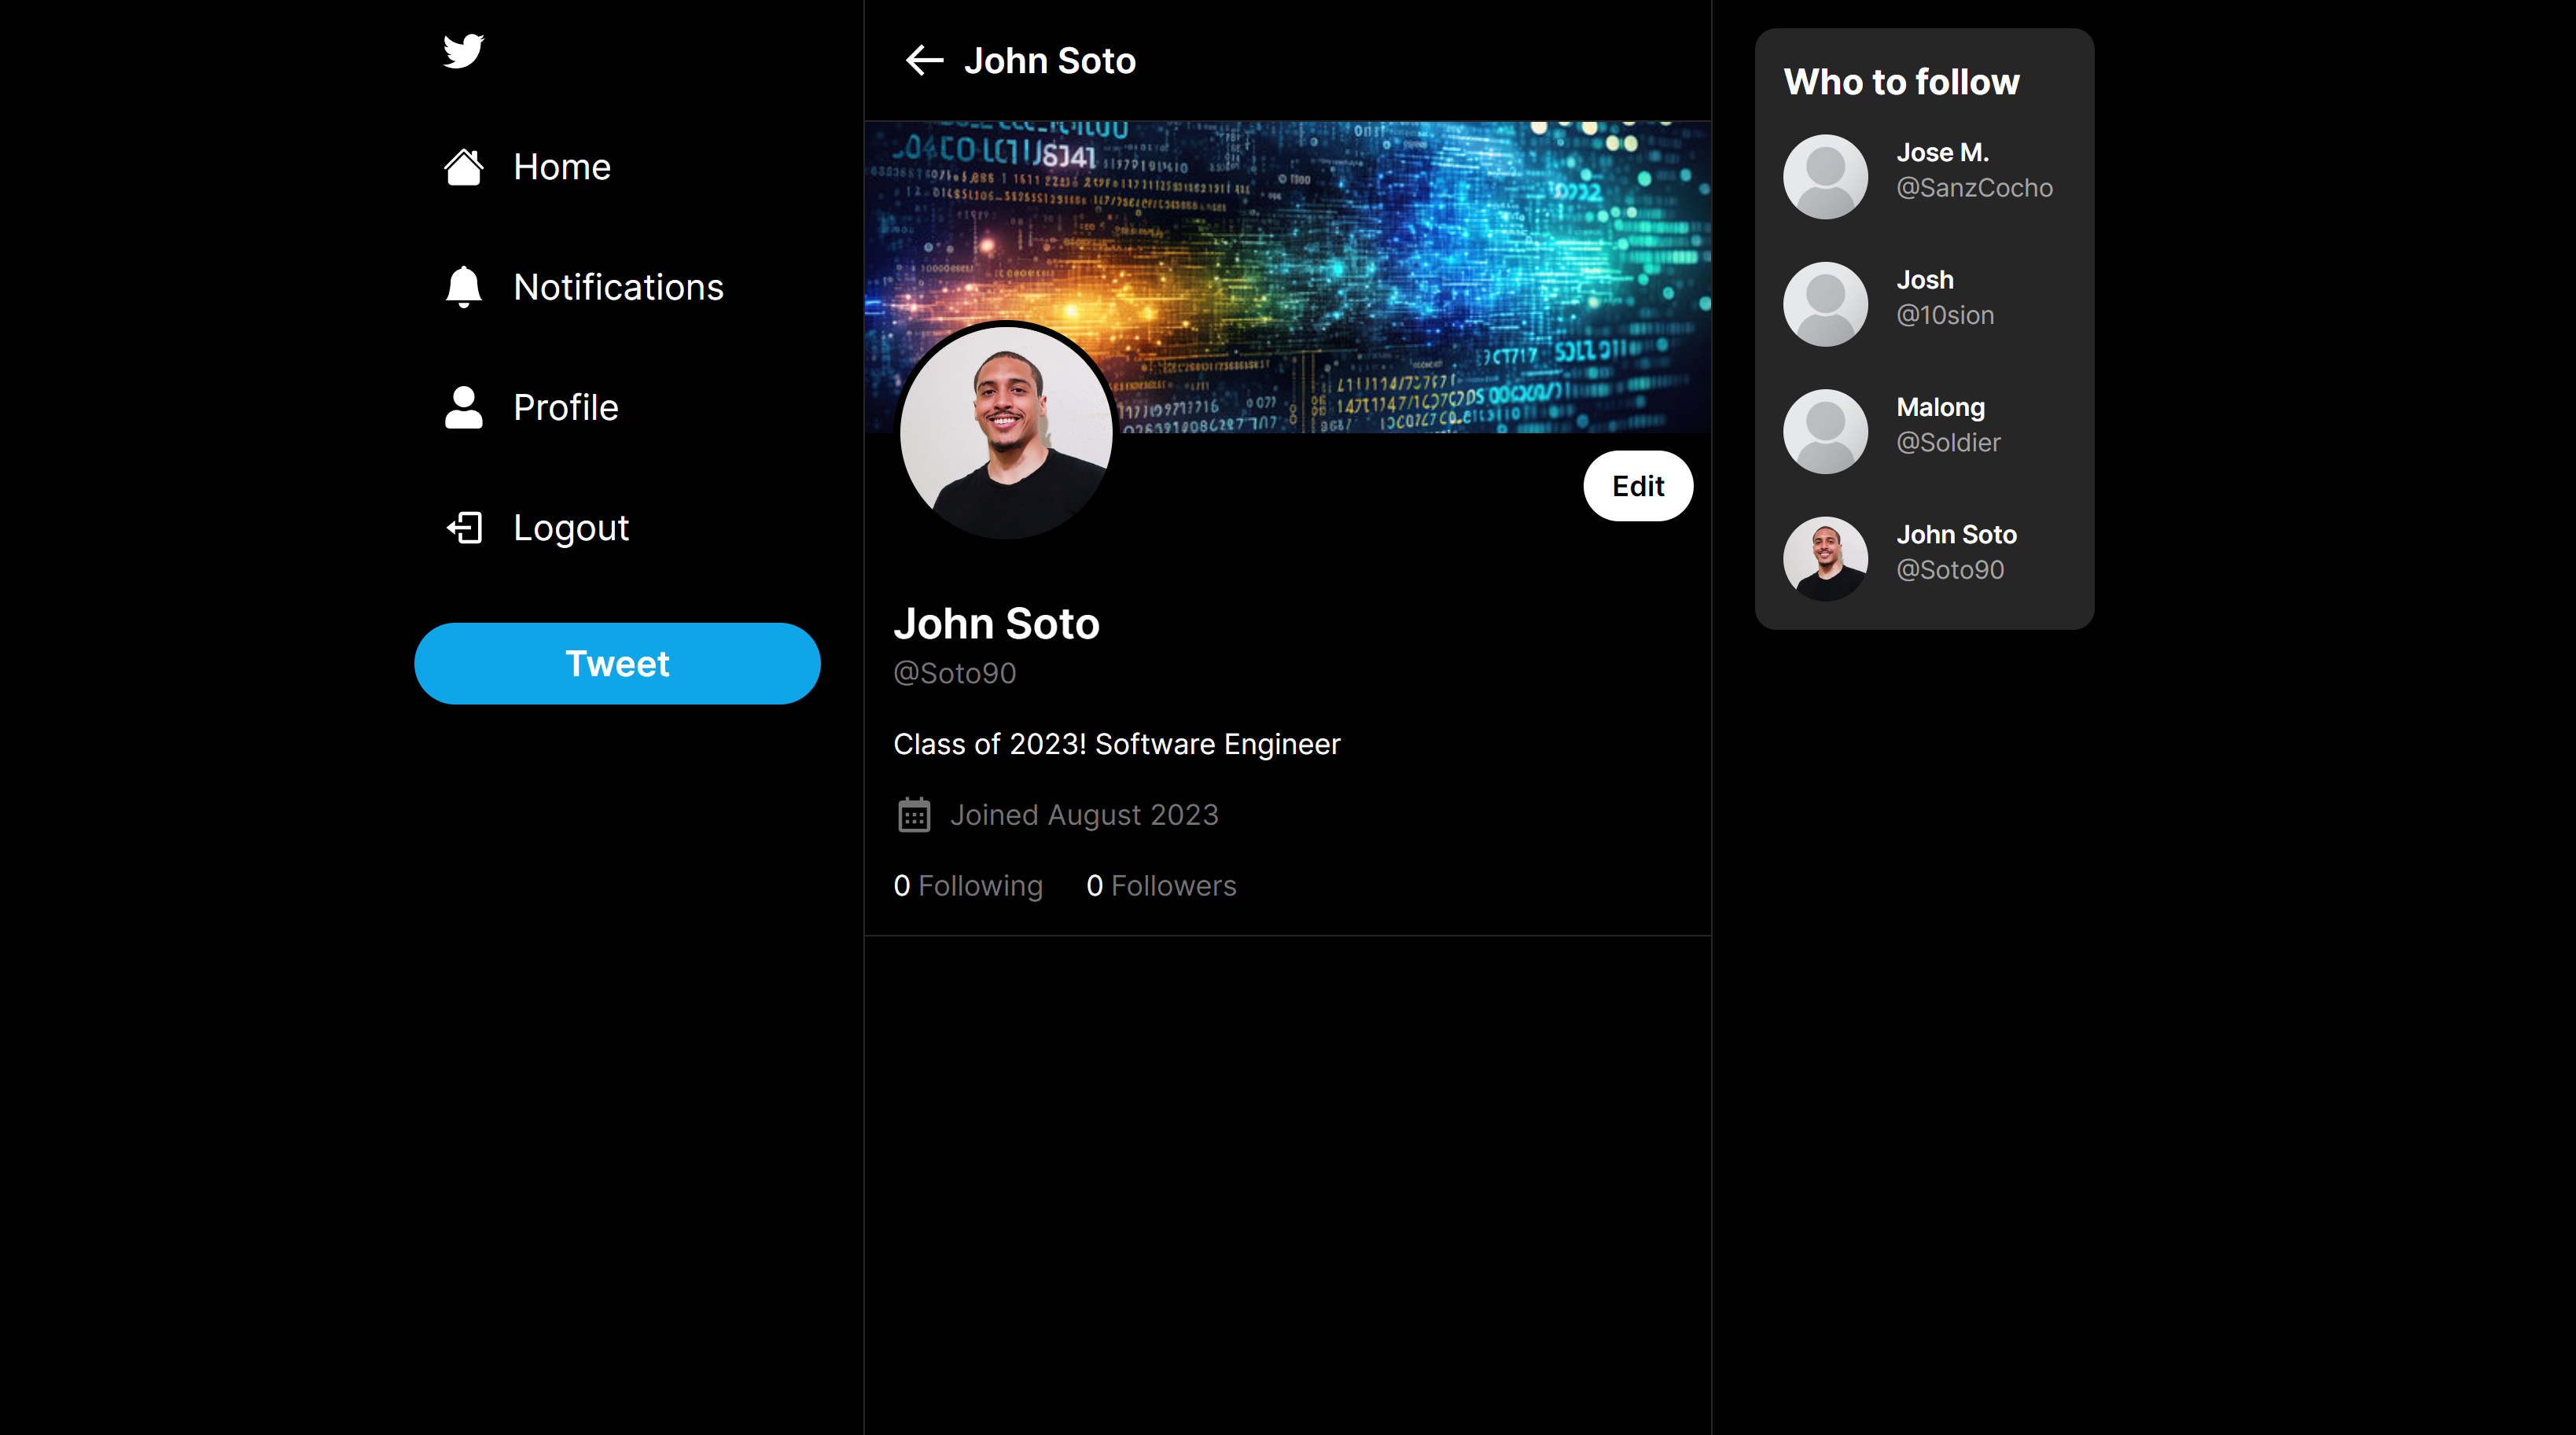 Home
Notifications
Profile
Logout
Tweet
John Soto
Edit
John Soto
@Soto90
Class of 2023! Software Engineer
Joined August 2023
0 Following 0 Followers
Who to follow
Jose M.
@SanzCocho
Josh
@10sion
Malong
@Soldier
John Soto
@Soto90